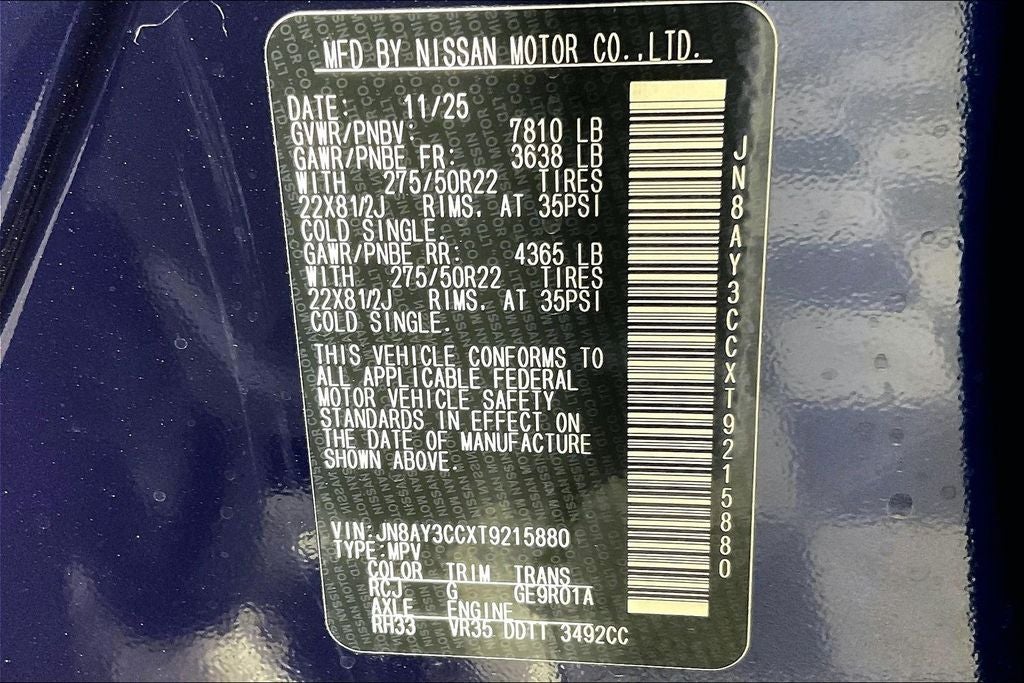 MFD BY NISSAN MOTOR CO.,LTD.
DATE: 11/25
GVWR/PNBV: 7810 LB
GAWR/PNBE FR: 3638 LB
WITH 275/50R22 TIRES
22X81/2J RIMS. AT 35PSI
COLD SINGLE.
GAWR/PNBE RR: 4365 LB
WITH 275/50R22 TIRES
22X81/2J RIMS. AT 35PSI
COLD SINGLE.
THIS VEHICLE CONFORMS TO
ALL APPLICABLE FEDERAL
MOTOR VEHICLE SAFETY
STANDARDS IN EFFECT ON
THE DATE OF MANUFACTURE
SHOWN ABOVE.
VIN:JN8AY3CCXT9215880
TYPE:MPV
COLOR TRIM TRANS
RCJ G GE9R01A
AXLE ENGINE
RH33 VR35 DDTT 3492CC
JN8AY3CCXT9215880